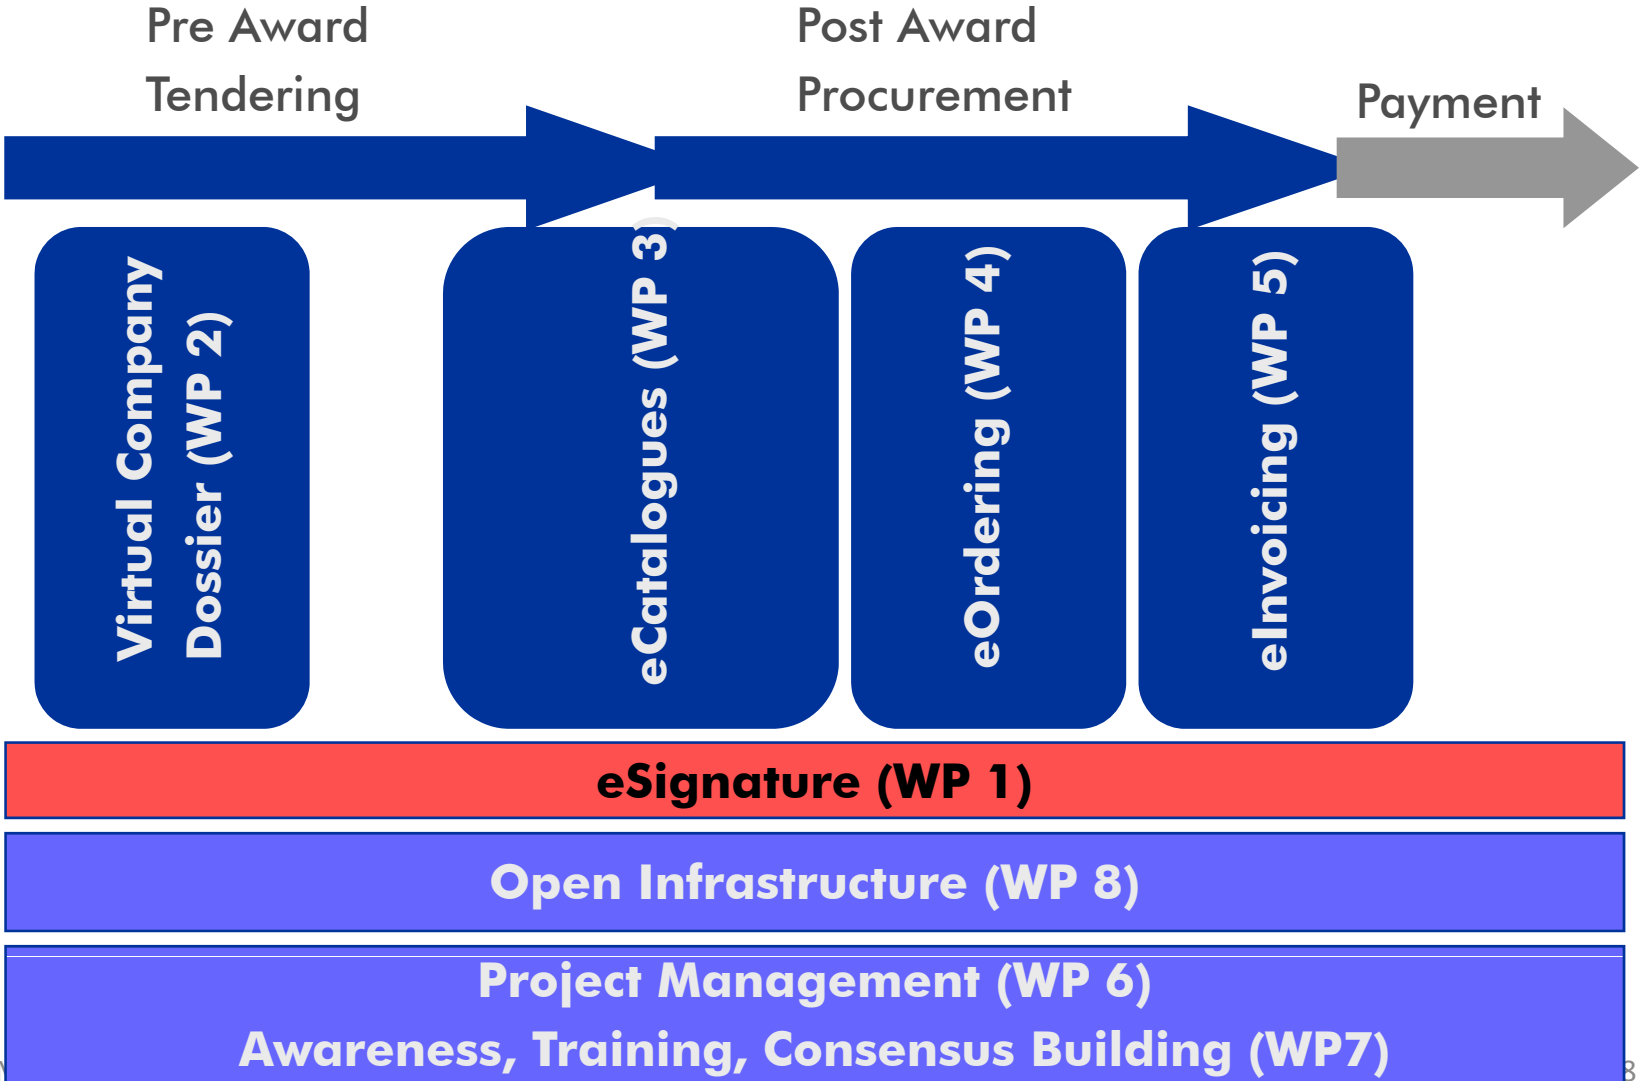 Pre Award
Tendering
Post Award
Procurement
Payment
Virtual Company
Dossier (WP 2)
eCatalogues (WP 3)
eOrdering (WP 4)
eInvoicing (WP 5)
eSignature (WP 1)
Open Infrastructure (WP 8)
Project Management (WP 6)
Awareness, Training, Consensus Building (WP7)
8